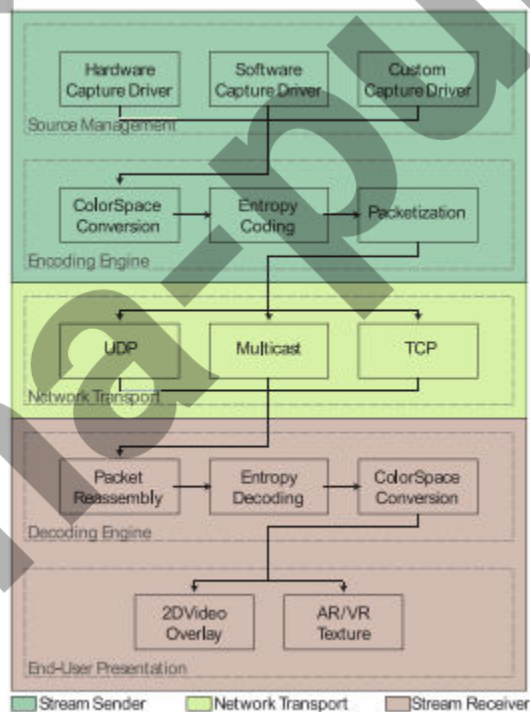 Hardware
Capture Driver
Software
Capture Driver
Custom
Capture Driver
Source Management
ColorSpace
Conversion
Entropy
Coding
Packetization
Encoding Engine
UDP
Multicast
TCP
Network Transport
Packet
Reassembly
Entropy
Decoding
ColorSpace
Conversion
Decoding Engine
2DVideo
Overlay
AR/VR
Texture
End-User Presentation
Stream Sender
Network Transport
Stream Receiver